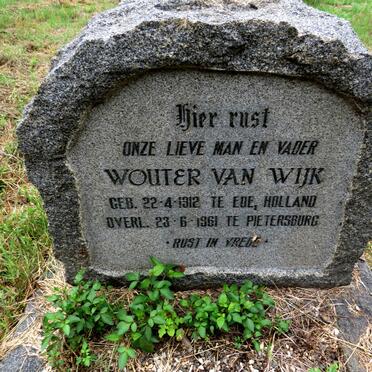 Hier rust
ONZE LIEVE MAN EN VADER
WOUTER VAN WIJK
GEB. 22-4-1912 TE EDE, HOLLAND
OVERL. 23-6-1961 TE PIETERSBURG
· RUST IN VREDE ·